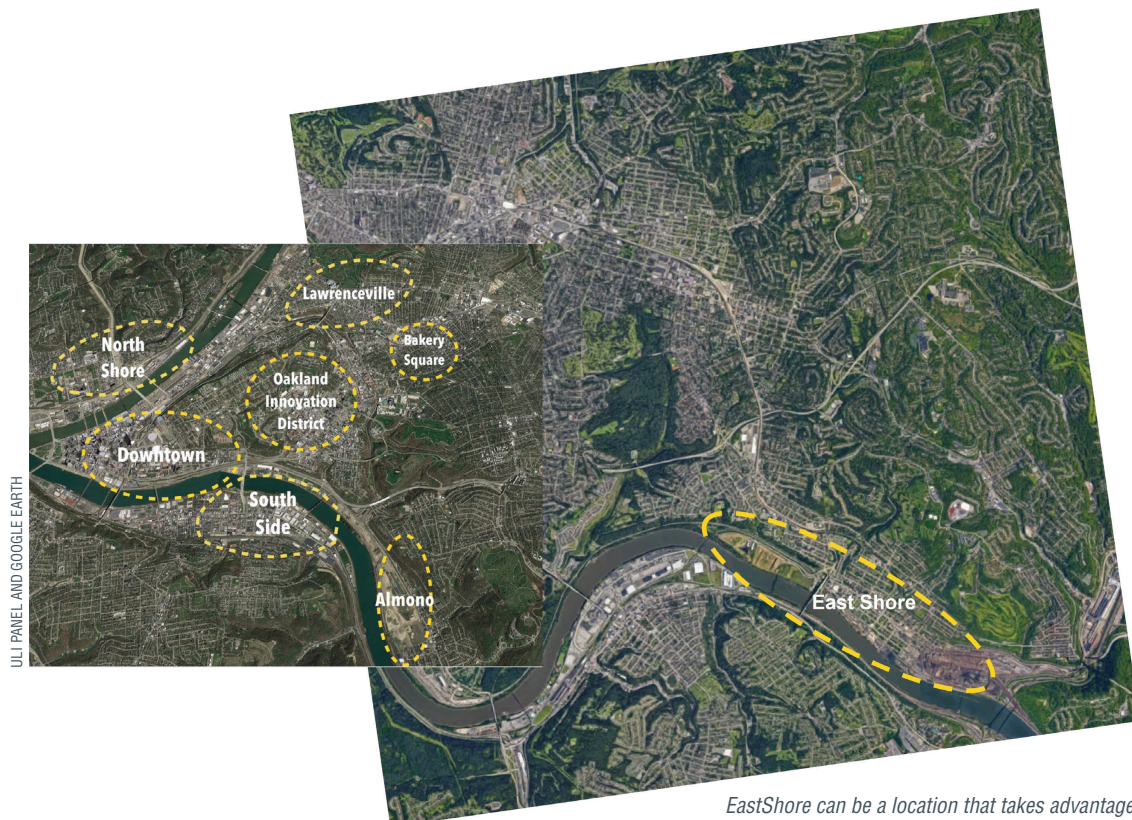 Lawrenceville
North
Shore
Bakery
Square
Oakland
Innovation
District
Dowhtown
South
Side
Almono
East Shore
ULI PANEL AND GOOGLE EARTH
EastShore can be a location that takes advantage